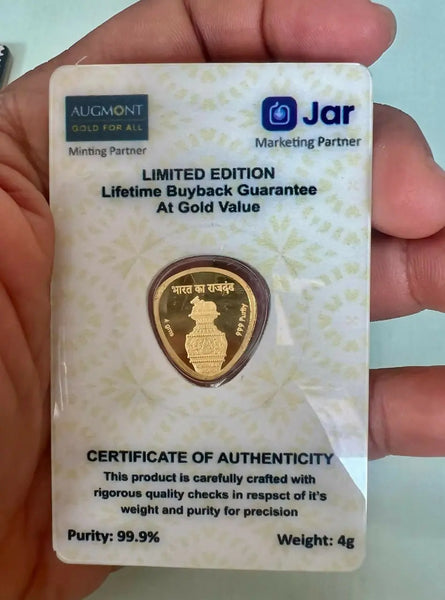 AUGMONT
GOLD FOR ALL
Minting Partner
Jar
Marketing Partner
LIMITED EDITION
Lifetime Buyback Guarantee
At Gold Value
भारत का राजदंड
4 gms
999 Purity
CERTIFICATE OF AUTHENTICITY
This product is carefully crafted with
rigorous quality checks in respsct of it's
weight and purity for precision
Purity: 99.9%
Weight: 4g